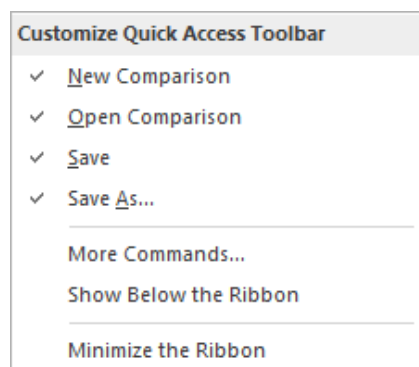 Customize Quick Access Toolbar
New Comparison
Open Comparison
Save
Save As...
More Commands...
Show Below the Ribbon
Minimize the Ribbon